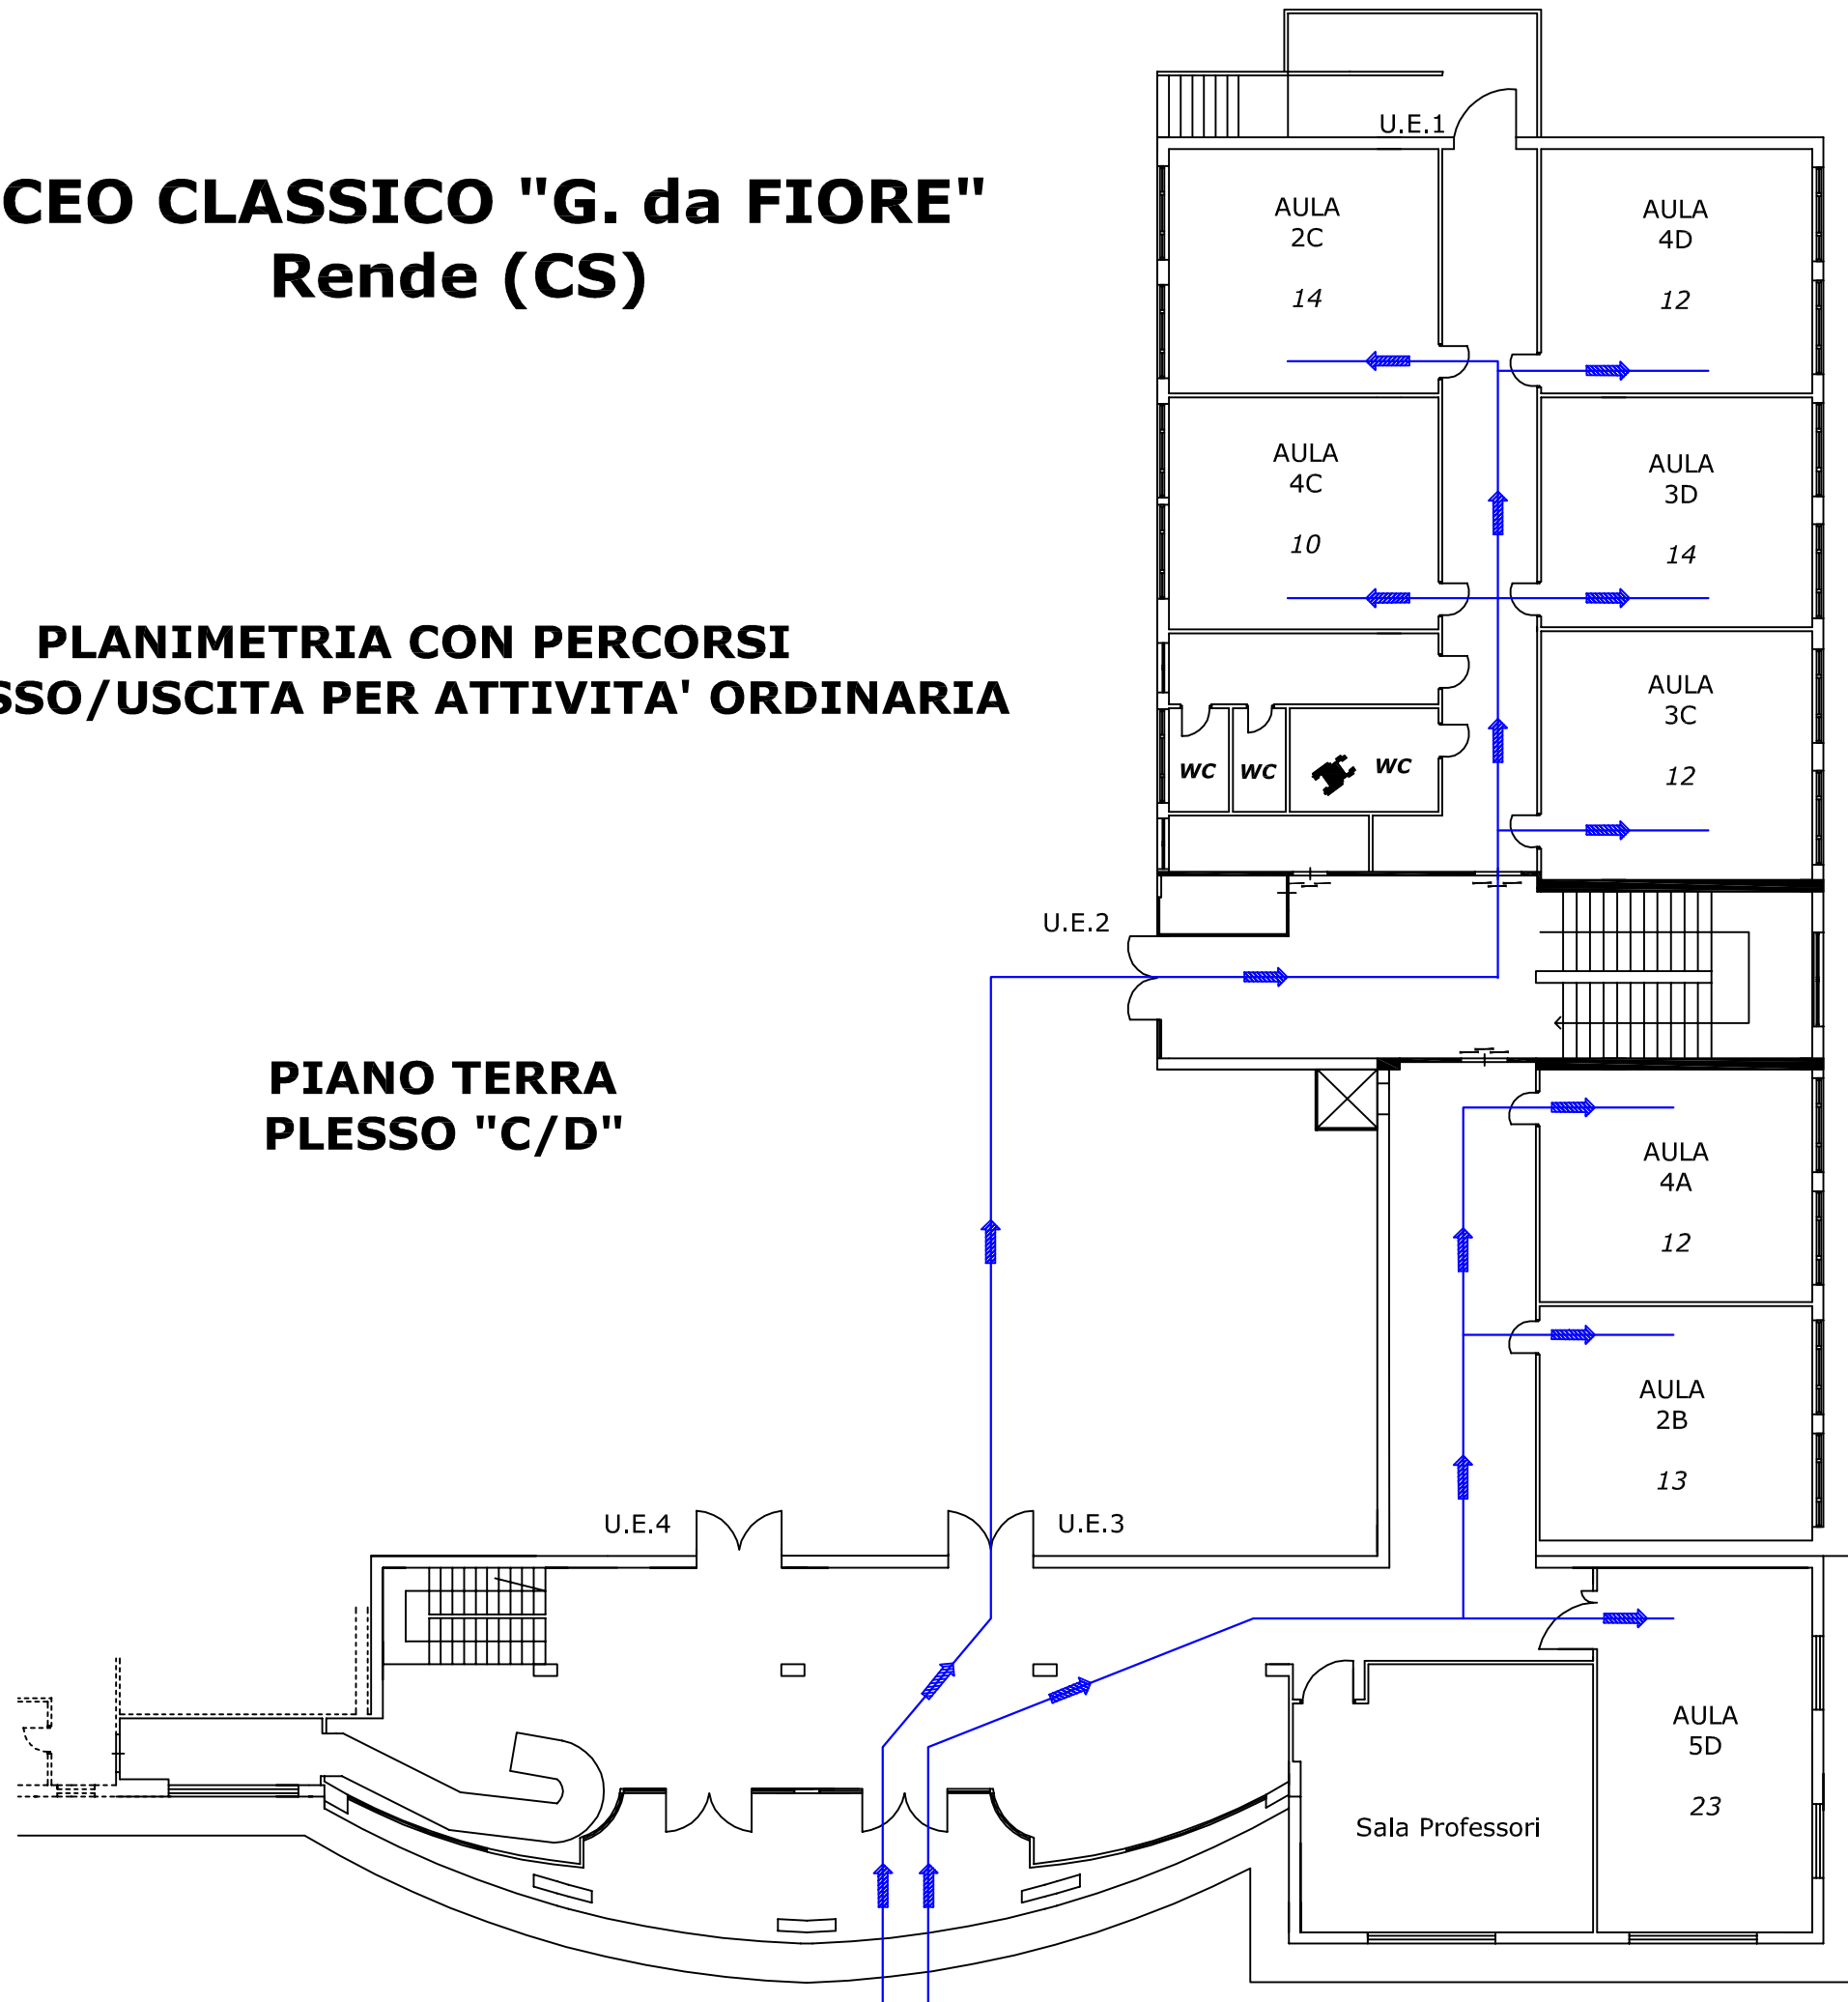 CEO CLASSICO "G. da FIORE"
Rende (CS)
PLANIMETRIA CON PERCORSI
SSO/USCITA PER ATTIVITA' ORDINARIA
PIANO TERRA
PLESSO "C/D"
U.E.1
AULA
2C
14
AULA
4D
12
AULA
4C
10
AULA
3D
14
AULA
3C
12
WC
WC
WC
U.E.2
AULA
4A
12
AULA
2B
13
U.E.4
U.E.3
AULA
5D
23
Sala Professori